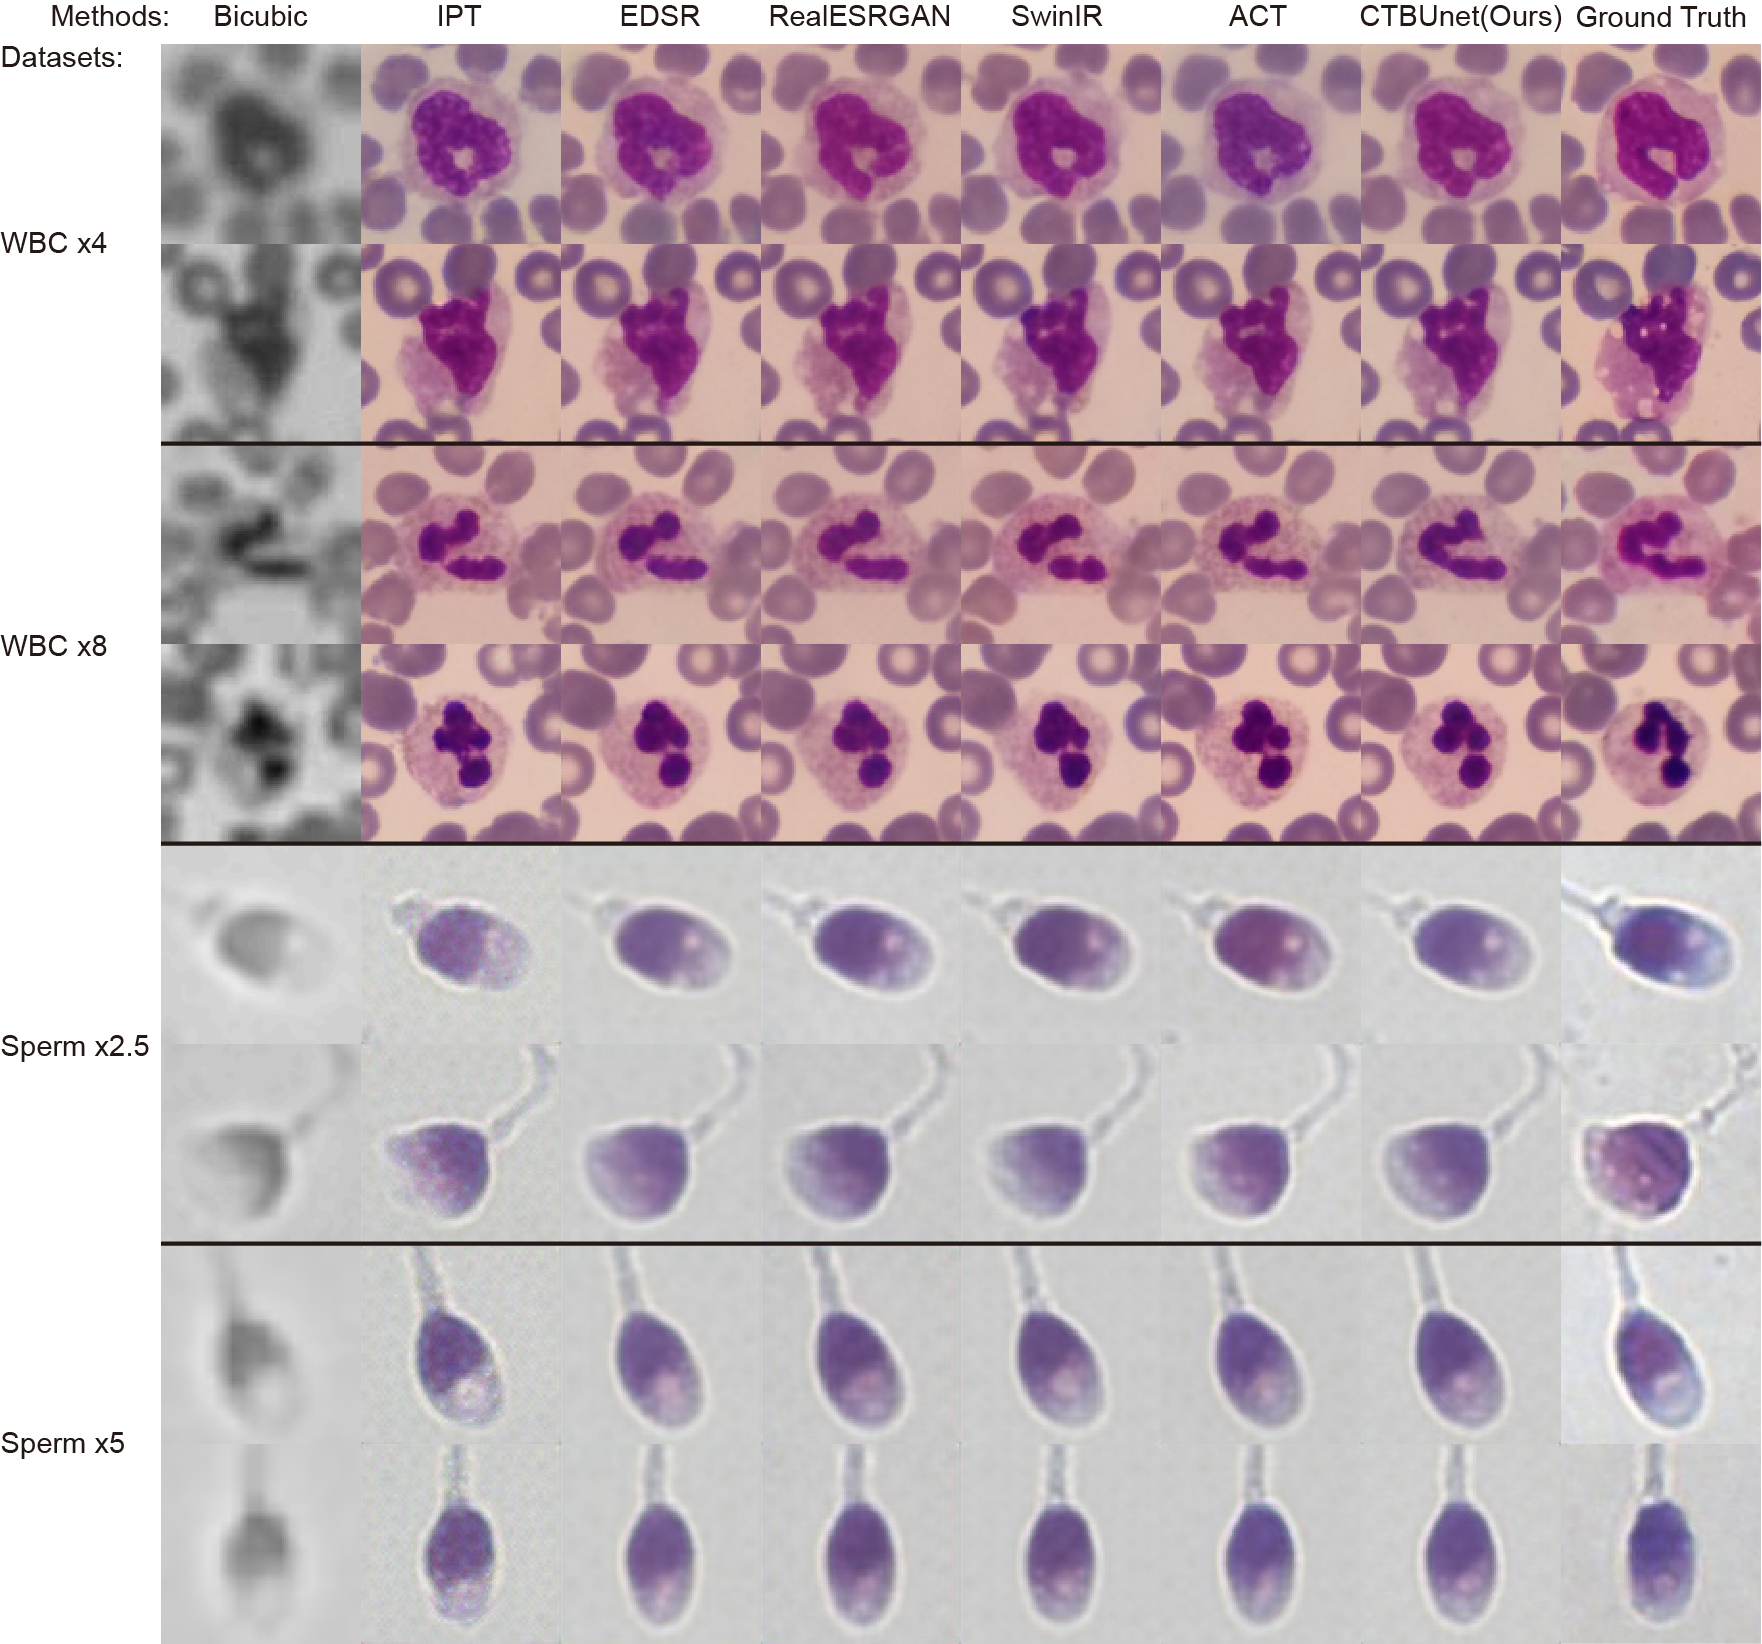 Methods: Bicubic IPT EDSR RealESRGAN SwinIR ACT CTBUnet(Ours) Ground Truth
Datasets:
WBC x4
WBC x8
Sperm x2.5
Sperm x5